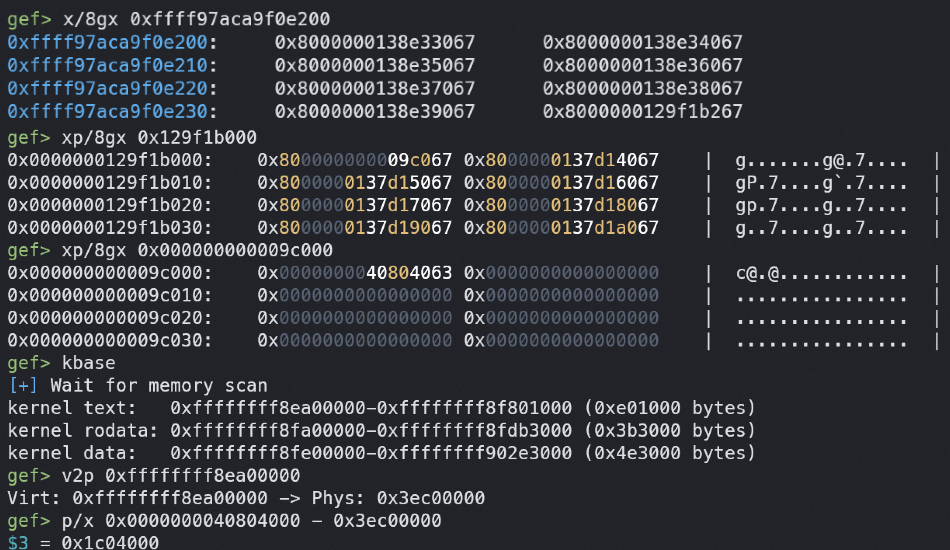 gef> x/8gx 0xffff97aca9f0e200
0xffff97aca9f0e200: 0x8000000138e33067 0x8000000138e34067
0xffff97aca9f0e210: 0x8000000138e35067 0x8000000138e36067
0xffff97aca9f0e220: 0x8000000138e37067 0x8000000138e38067
0xffff97aca9f0e230: 0x8000000138e39067 0x8000000129f1b267
gef> xp/8gx 0x129f1b000
0x0000000129f1b000: 0x800000000009c067 0x8000000137d14067 | g.......g@.7.... |
0x0000000129f1b010: 0x8000000137d15067 0x8000000137d16067 | gP.7....g`.7.... |
0x0000000129f1b020: 0x8000000137d17067 0x8000000137d18067 | gp.7....g..7.... |
0x0000000129f1b030: 0x8000000137d19067 0x8000000137d1a067 | g..7....g..7.... |
gef> xp/8gx 0x000000000009c000
0x000000000009c000: 0x0000000040804063 0x0000000000000000 | c@.@............ |
0x000000000009c010: 0x0000000000000000 0x0000000000000000 | ................ |
0x000000000009c020: 0x0000000000000000 0x0000000000000000 | ................ |
0x000000000009c030: 0x0000000000000000 0x0000000000000000 | ................ |
gef> kbase
[+] Wait for memory scan
kernel text: 0xffffffff8ea00000-0xffffffff8f801000 (0xe01000 bytes)
kernel rodata: 0xffffffff8fa00000-0xffffffff8fdb3000 (0x3b3000 bytes)
kernel data: 0xffffffff8fe00000-0xffffffff902e3000 (0x4e3000 bytes)
gef> v2p 0xffffffff8ea00000
Virt: 0xffffffff8ea00000 -> Phys: 0x3ec00000
gef> p/x 0x0000000040804000 - 0x3ec00000
$3 = 0x1c04000